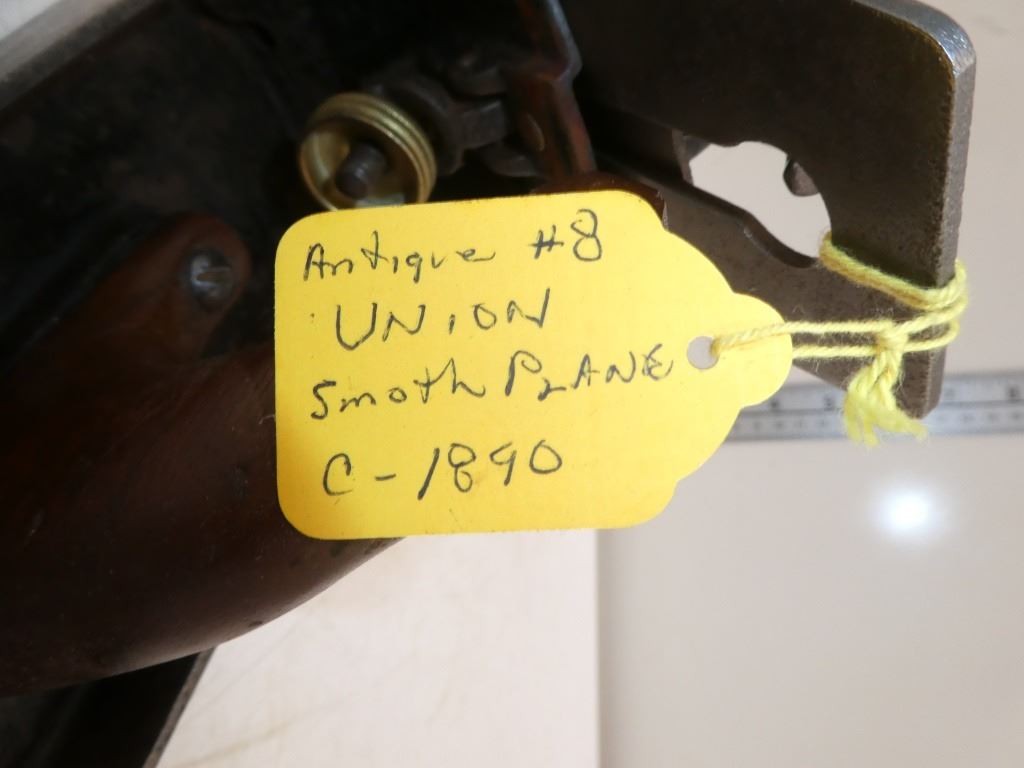 Antique #8
UNION
Smoth PLANE
C-1890